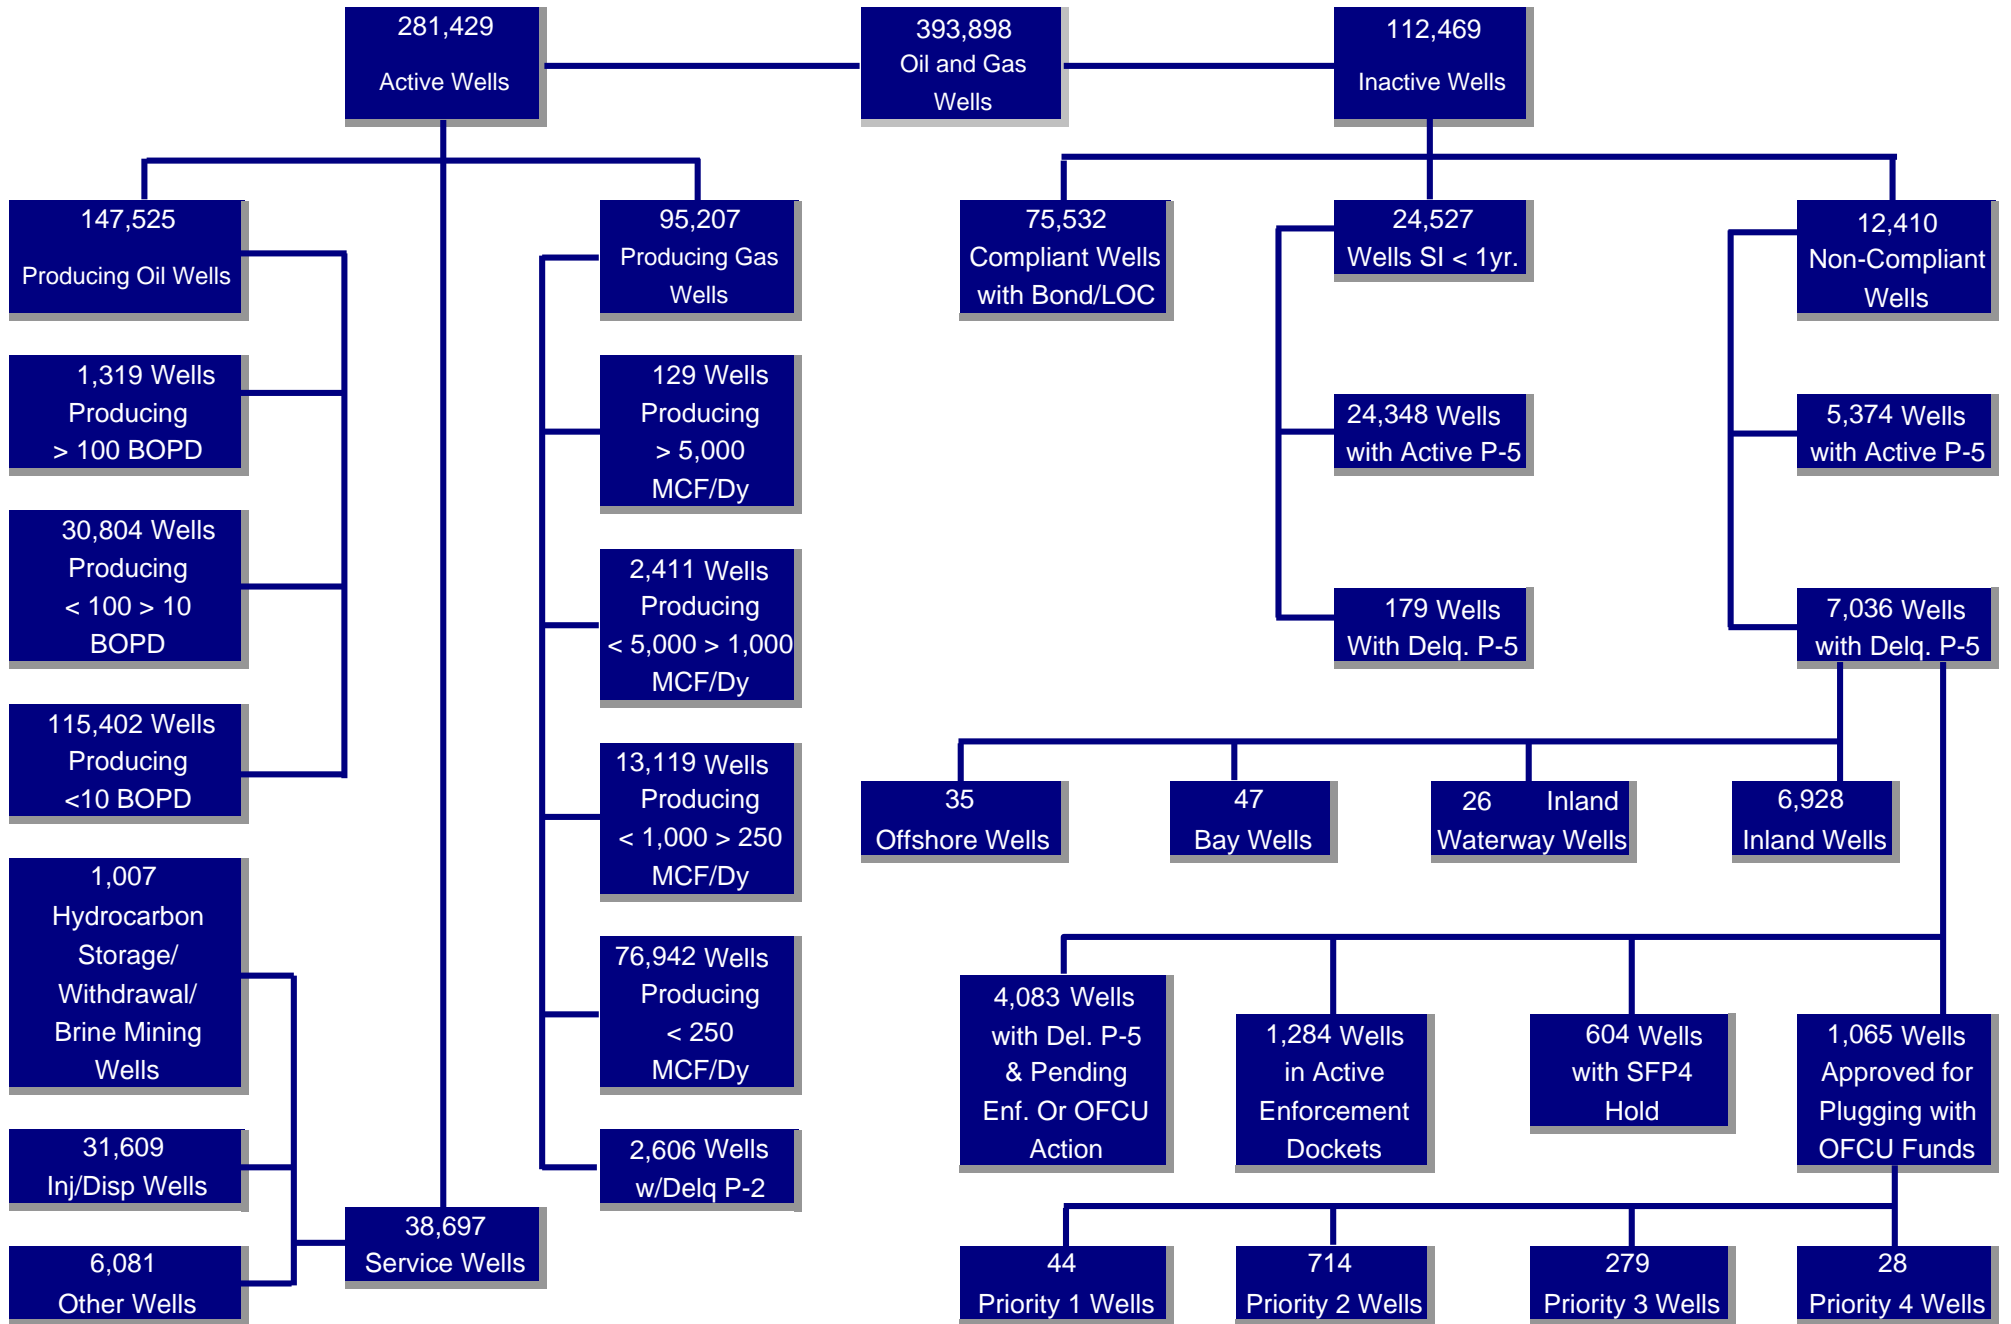 281,429
Active Wells
393,898
Oil and Gas
Wells
112,469
Inactive Wells
147,525
Producing Oil Wells
95,207
Producing Gas
Wells
75,532
Compliant Wells
with Bond/LOC
24,527
Wells SI < 1yr.
12,410
Non-Compliant
Wells
1,319 Wells
Producing
> 100 BOPD
129 Wells
Producing
> 5,000
MCF/Dy
24,348 Wells
with Active P-5
5,374 Wells
with Active P-5
30,804 Wells
Producing
< 100 > 10
BOPD
2,411 Wells
Producing
< 5,000 > 1,000
MCF/Dy
179 Wells
With Delq. P-5
7,036 Wells
with Delq. P-5
115,402 Wells
Producing
<10 BOPD
13,119 Wells
Producing
< 1,000 > 250
MCF/Dy
35
Offshore Wells
47
Bay Wells
26 Inland
Waterway Wells
6,928
Inland Wells
1,007
Hydrocarbon
Storage/
Withdrawal/
Brine Mining
Wells
76,942 Wells
Producing
< 250
MCF/Dy
4,083 Wells
with Del. P-5
& Pending
Enf. Or OFCU
Action
1,284 Wells
in Active
Enforcement
Dockets
604 Wells
with SFP4
Hold
1,065 Wells
Approved for
Plugging with
OFCU Funds
31,609
Inj/Disp Wells
2,606 Wells
w/Delq P-2
38,697
Service Wells
6,081
Other Wells
44
Priority 1 Wells
714
Priority 2 Wells
279
Priority 3 Wells
28
Priority 4 Wells